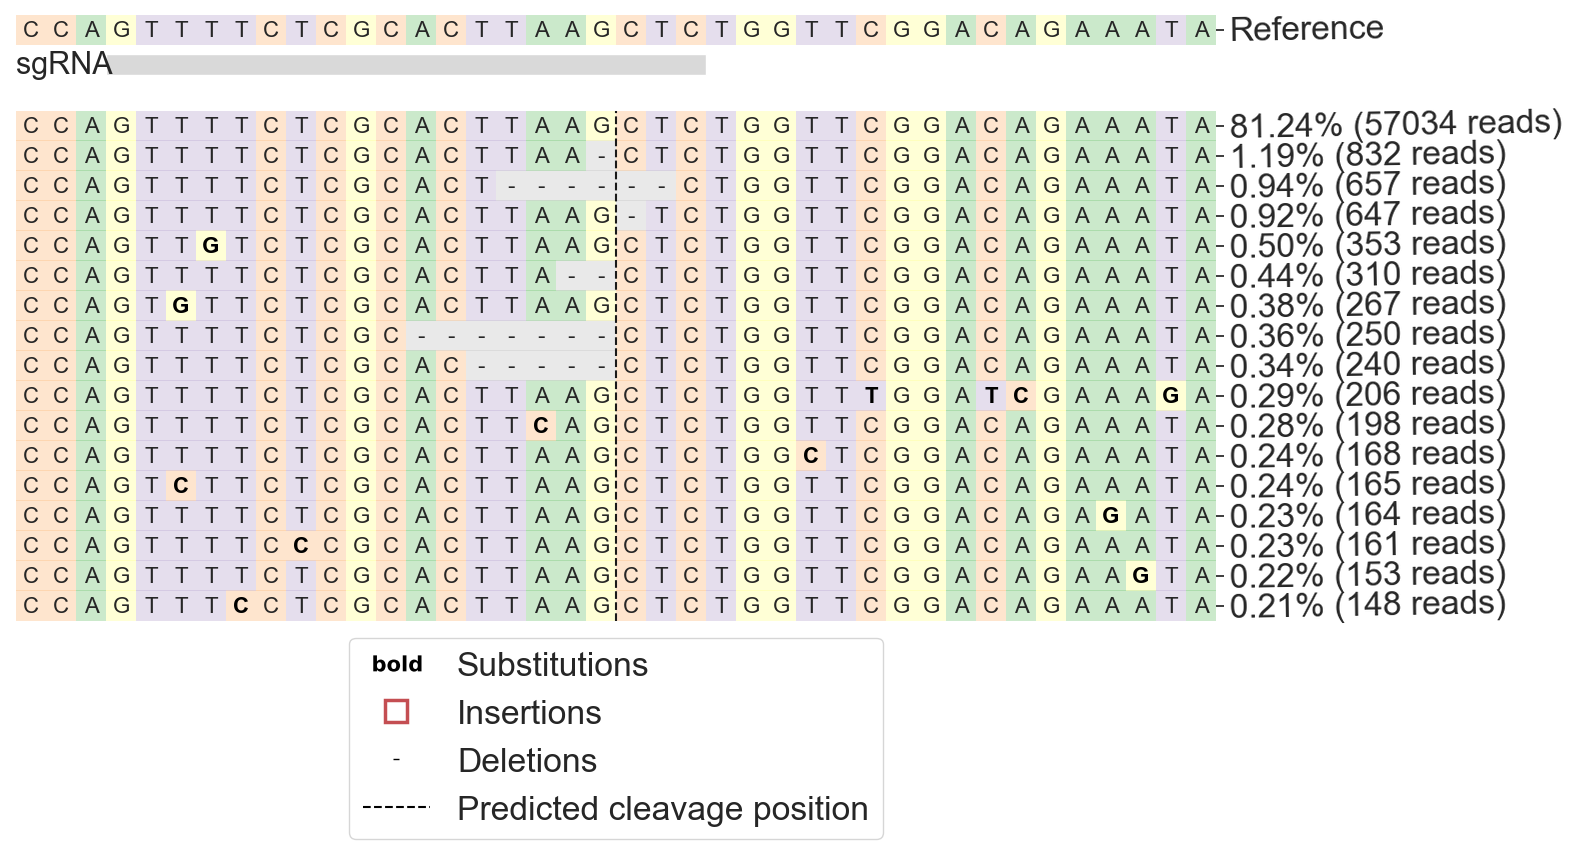 C C A G T T T T C T C G C A C T T A A G C T C T G G T T C G G A C A G A A A T A Reference
sgRNA
C C A G T T T T C T C G C A C T T A A G C T C T G G T T C G G A C A G A A A T A 81.24% (57034 reads)
C C A G T T T T C T C G C A C T T A A - C T C T G G T T C G G A C A G A A A T A 1.19% (832 reads)
C C A G T T T T C T C G C A C T - - - - - - C T G G T T C G G A C A G A A A T A 0.94% (657 reads)
C C A G T T T T C T C G C A C T T A A G - T C T G G T T C G G A C A G A A A T A 0.92% (647 reads)
C C A G T T G T C T C G C A C T T A A G C T C T G G T T C G G A C A G A A A T A 0.50% (353 reads)
C C A G T T T T C T C G C A C T T A - - C T C T G G T T C G G A C A G A A A T A 0.44% (310 reads)
C C A G T G T T C T C G C A C T T A A G C T C T G G T T C G G A C A G A A A T A 0.38% (267 reads)
C C A G T T T T C T C G C - - - - - - - C T C T G G T T C G G A C A G A A A T A 0.36% (250 reads)
C C A G T T T T C T C G C A C - - - - - C T C T G G T T C G G A C A G A A A T A 0.34% (240 reads)
C C A G T T T T C T C G C A C T T A A G C T C T G G T T T G G A T C G A A A G A 0.29% (206 reads)
C C A G T T T T C T C G C A C T T C A G C T C T G G T T C G G A C A G A A A T A 0.28% (198 reads)
C C A G T T T T C T C G C A C T T A A G C T C T G G C T C G G A C A G A A A T A 0.24% (168 reads)
C C A G T C T T C T C G C A C T T A A G C T C T G G T T C G G A C A G A A A T A 0.24% (165 reads)
C C A G T T T T C T C G C A C T T A A G C T C T G G T T C G G A C A G A G A T A 0.23% (164 reads)
C C A G T T T T C C C G C A C T T A A G C T C T G G T T C G G A C A G A A A T A 0.23% (161 reads)
C C A G T T T T C T C G C A C T T A A G C T C T G G T T C G G A C A G A A G T A 0.22% (153 reads)
C C A G T T T C C T C G C A C T T A A G C T C T G G T T C G G A C A G A A A T A 0.21% (148 reads)
bold Substitutions
Insertions
- Deletions
Predicted cleavage position